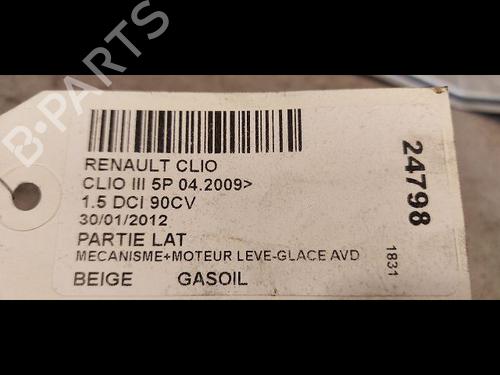 RENAULT CLIO
CLIO III 5P 04.2009>
1.5 DCI 90CV
30/01/2012
PARTIE LAT
MECANISME+MOTEUR LEVE-GLACE AVD
BEIGE GASOIL
24798
1831
B-PARTS